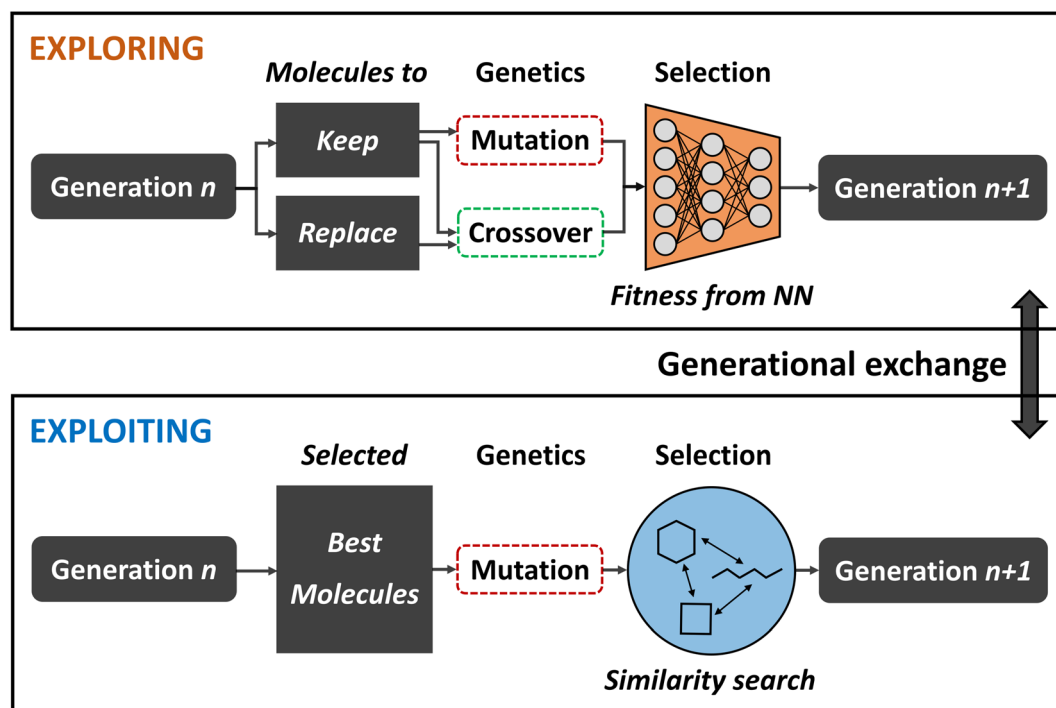 EXPLORING
Molecules to
Genetics
Selection
Generation n
Keep
Replace
Mutation
Crossover
Generation n+1
Fitness from NN
Generational exchange
EXPLOITING
Selected
Genetics
Selection
Generation n
Best
Molecules
Mutation
Generation n+1
Similarity search